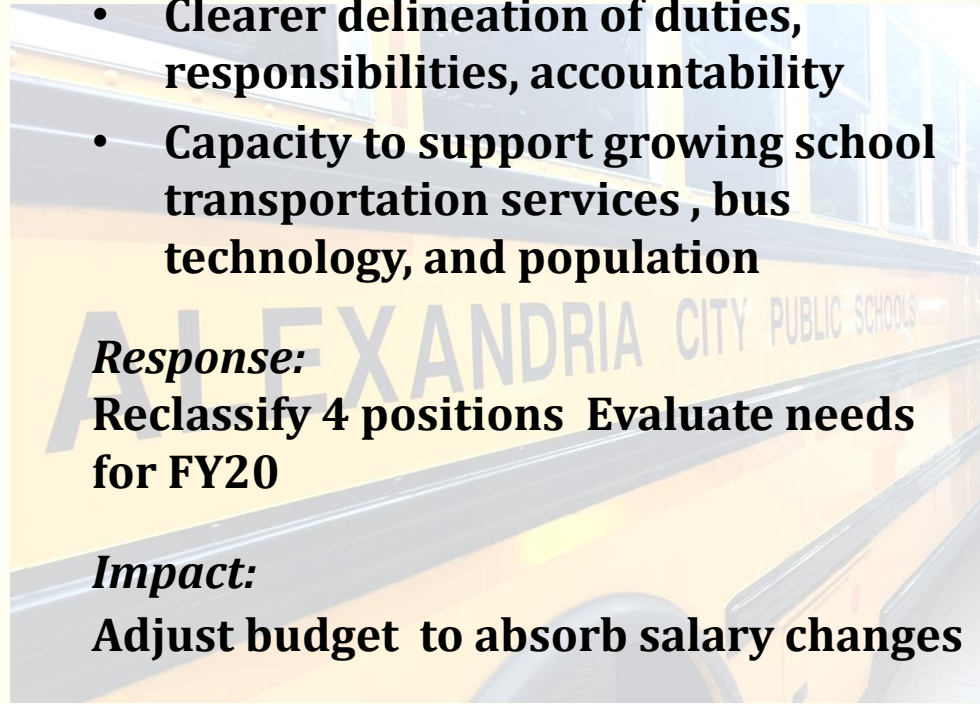 • Clearer delineation of duties,
responsibilities, accountability
• Capacity to support growing school
transportation services , bus
technology, and population
ALEXANDRIA CITY PUBLIC SCHOOLS
Response:
Reclassify 4 positions  Evaluate needs
for FY20
Impact:
Adjust budget  to absorb salary changes